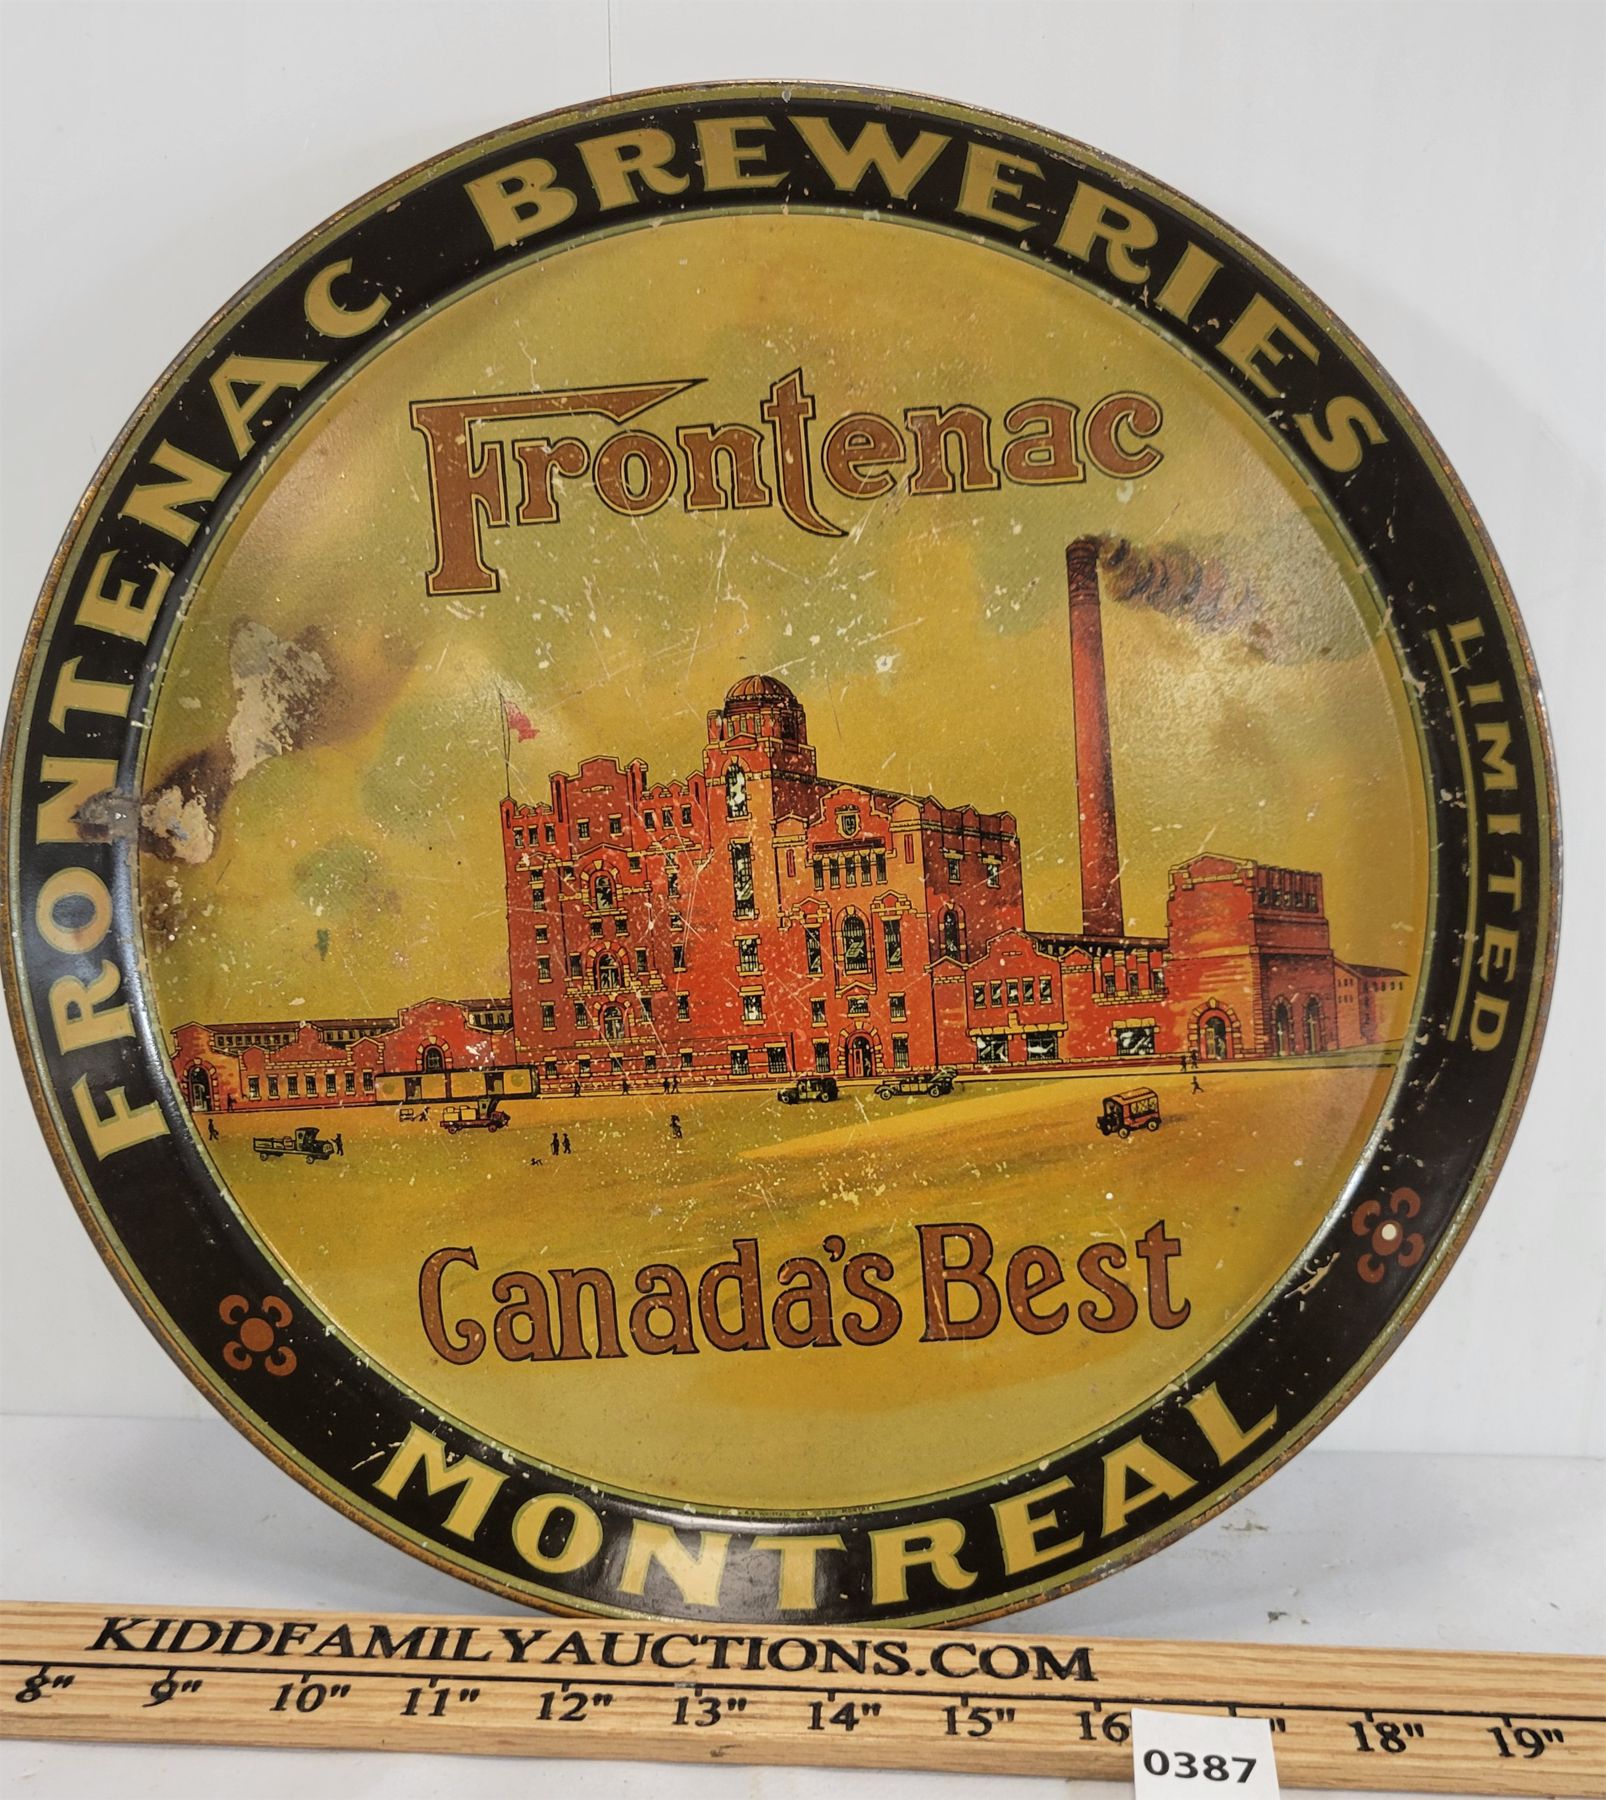 FRONTENAC BREWERIES LIMITED
Frontenac
Canada's Best
MONTREAL
KIDDFAMILYAUCTIONS.COM
8" 9" 10" 11" 12" 13" 14" 15" 16 " 18" 19"
0387